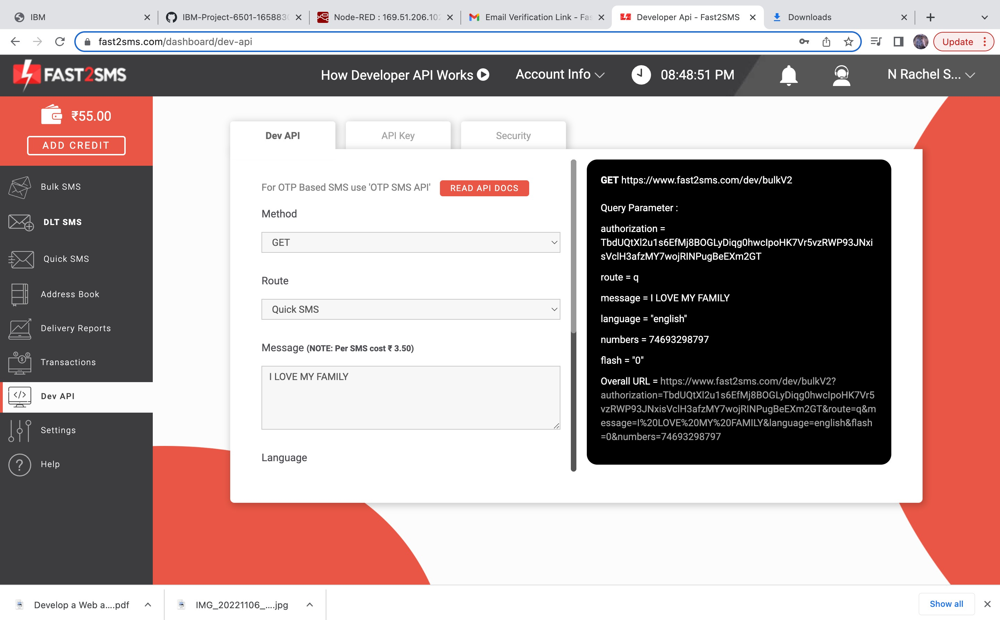 IBM
IBM-Project-6501-165883
Node-RED : 169.51.206.102
Email Verification Link - Fas
Developer Api - Fast2SMS
Downloads
fast2sms.com/dashboard/dev-api
Update
FAST2SMS
How Developer API Works
Account Info
08:48:51 PM
N Rachel S...
₹55.00
ADD CREDIT
Bulk SMS
DLT SMS
Quick SMS
Address Book
Delivery Reports
Transactions
Dev API
Settings
Help
Dev API
API Key
Security
For OTP Based SMS use 'OTP SMS API'
READ API DOCS
Method
GET
Route
Quick SMS
Message (NOTE: Per SMS cost ₹ 3.50)
I LOVE MY FAMILY
Language
GET https://www.fast2sms.com/dev/bulkV2
Query Parameter :
authorization =
TbdUQtXl2u1s6EfMj8BOGLyDiqg0hwcIpoHK7Vr5vzRWP93JNxi
sVclH3afzMY7wojRINPugBeEXm2GT
route = q
message = I LOVE MY FAMILY
language = "english"
numbers = 74693298797
flash = "0"
Overall URL = https://www.fast2sms.com/dev/bulkV2?
authorization=TbdUQtXl2u1s6EfMj8BOGLyDiqg0hwcIpoHK7Vr5
vzRWP93JNxisVclH3afzMY7wojRINPugBeEXm2GT&route=q&m
essage=I%20LOVE%20MY%20FAMILY&language=english&flash
=0&numbers=74693298797
Develop a Web a....pdf
IMG_20221106_....jpg
Show all